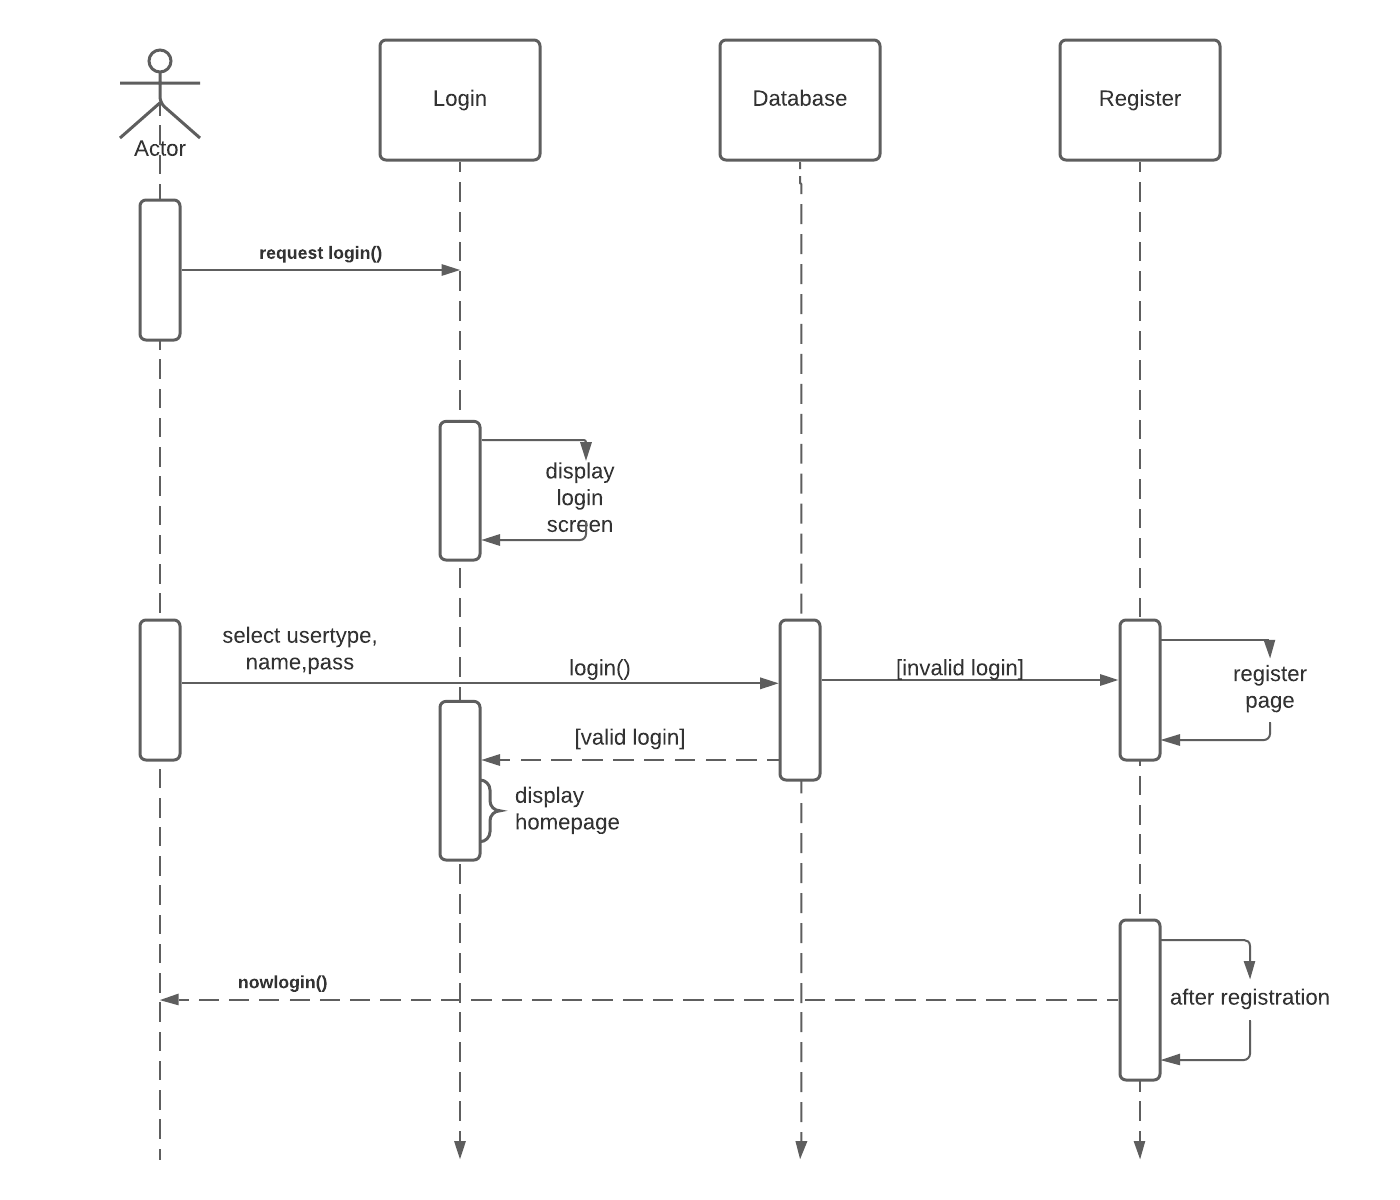 Login
Database
Register
Actor
request login()
display
login
screen
select usertype,
name,pass
login()
[invalid login]
register
page
[valid login]
display
homepage
nowlogin()
after registration